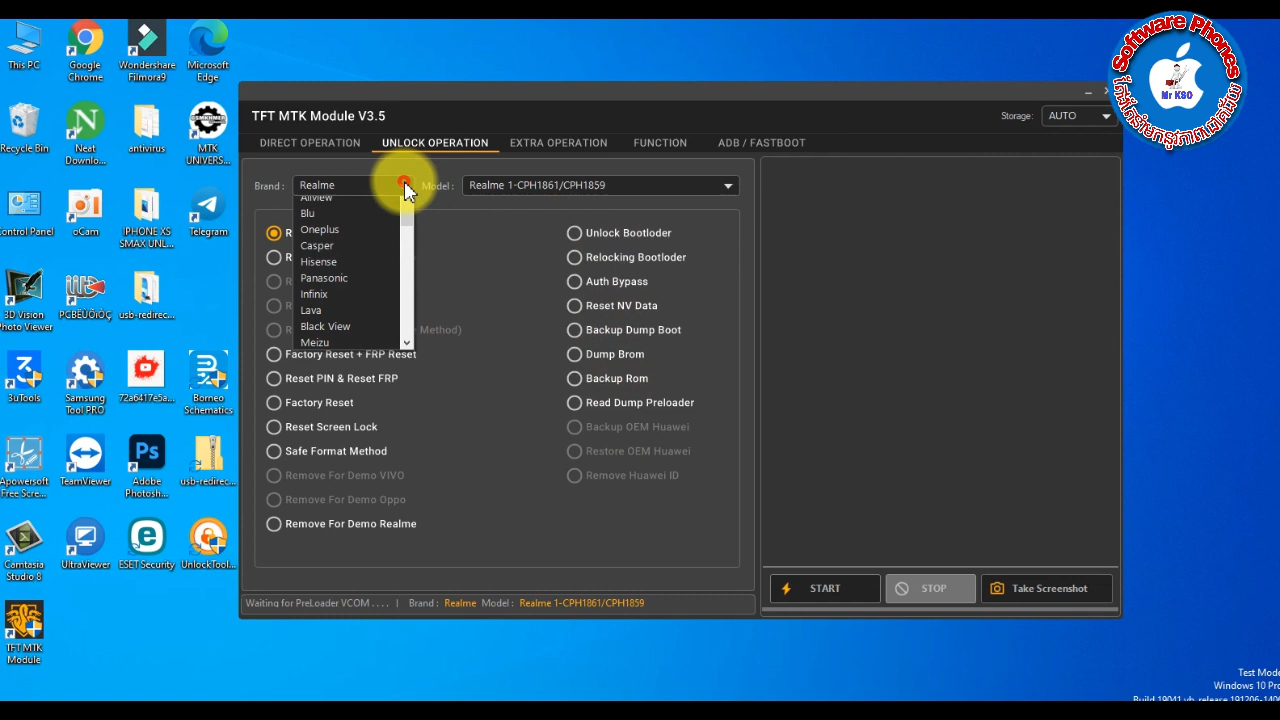 This PC
Google
Chrome
Wondershare
Filmora9
Microsoft
Edge
Recycle Bin
Neat
Downlo...
antivirus
MTK
UNIVERS...
Control Panel
oCam
IPHONE XS
SMAX UNL...
Telegram
3D Vision
Photo Viewer
usb-redirec...
3uTools
Samsung
Tool PRO
72a6417e5a...
Borneo
Schematics
Apowersoft
Free Scre...
TeamViewer
Adobe
Photosh...
usb-redirec...
Camtasia
Studio 8
UltraViewer
ESET Security
UnlockTool...
TFT MTK
Module
Software Phones
Mr KSO
TFT MTK Module V3.5
Storage: AUTO
DIRECT OPERATION UNLOCK OPERATION EXTRA OPERATION FUNCTION ADB / FASTBOOT
Brand : Realme Model : Realme 1-CPH1861/CPH1859
Allview
Blu
Oneplus
Casper
Hisense
Panasonic
Infinix
Lava
Black View
Meizu
Method)
Factory Reset + FRP Reset
Reset PIN & Reset FRP
Factory Reset
Reset Screen Lock
Safe Format Method
Remove For Demo VIVO
Remove For Demo Oppo
Remove For Demo Realme
Unlock Bootloder
Relocking Bootloder
Auth Bypass
Reset NV Data
Backup Dump Boot
Dump Brom
Backup Rom
Read Dump Preloader
Backup OEM Huawei
Restore OEM Huawei
Remove Huawei ID
START STOP Take Screenshot
Waiting for PreLoader VCOM . . . . | Brand : Realme Model : Realme 1-CPH1861/CPH1859
Test Mode
Windows 10 Pro
Build 19041.vb_release.191206-1406